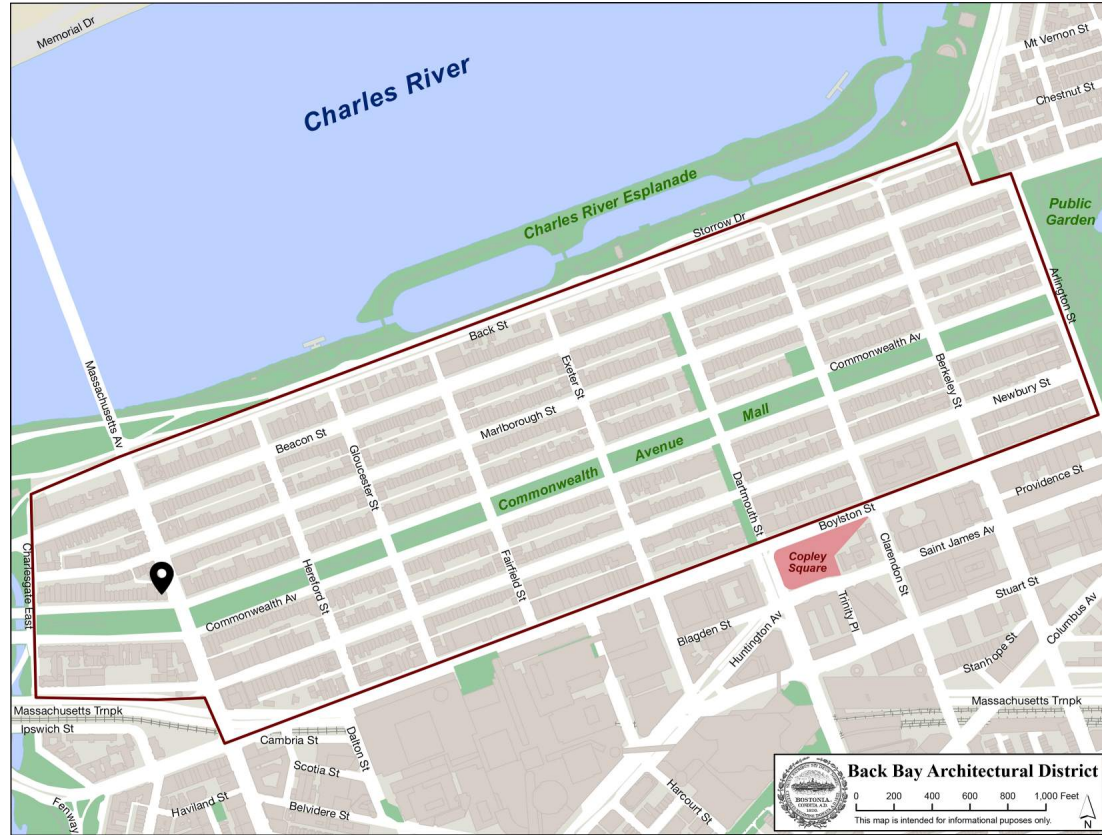 Memorial Dr
Charles River
Mt Vernon St
Chestnut St
Charles River Esplanade
Public
Garden
Storrow Dr
Arlington St
Back St
Massachusetts Av
Exeter St
Commonwealth Av
Berkeley St
Newbury St
Marlborough St
Beacon St
Mall
Avenue
Gloucester St
Commonwealth
Dartmouth St
Providence St
Boylston St
Saint James Av
Copley
Square
Clarendon St
Charlesgate East
Hereford St
Fairfield St
Commonwealth Av
Stuart St
Columbus Av
Trinity Pl
Blagden St
Huntington Av
Stanhope St
Massachusetts Trnpk
Massachusetts Trnpk
Ipswich St
Cambria St
Dalton St
Scotia St
Harcourt St
Haviland St
Belvidere St
Fenway
Back Bay Architectural District
BOSTONIA.
CONDITA A.D.
1630.
0 200 400 600 800 1,000 Feet
This map is intended for informational puposes only.
N